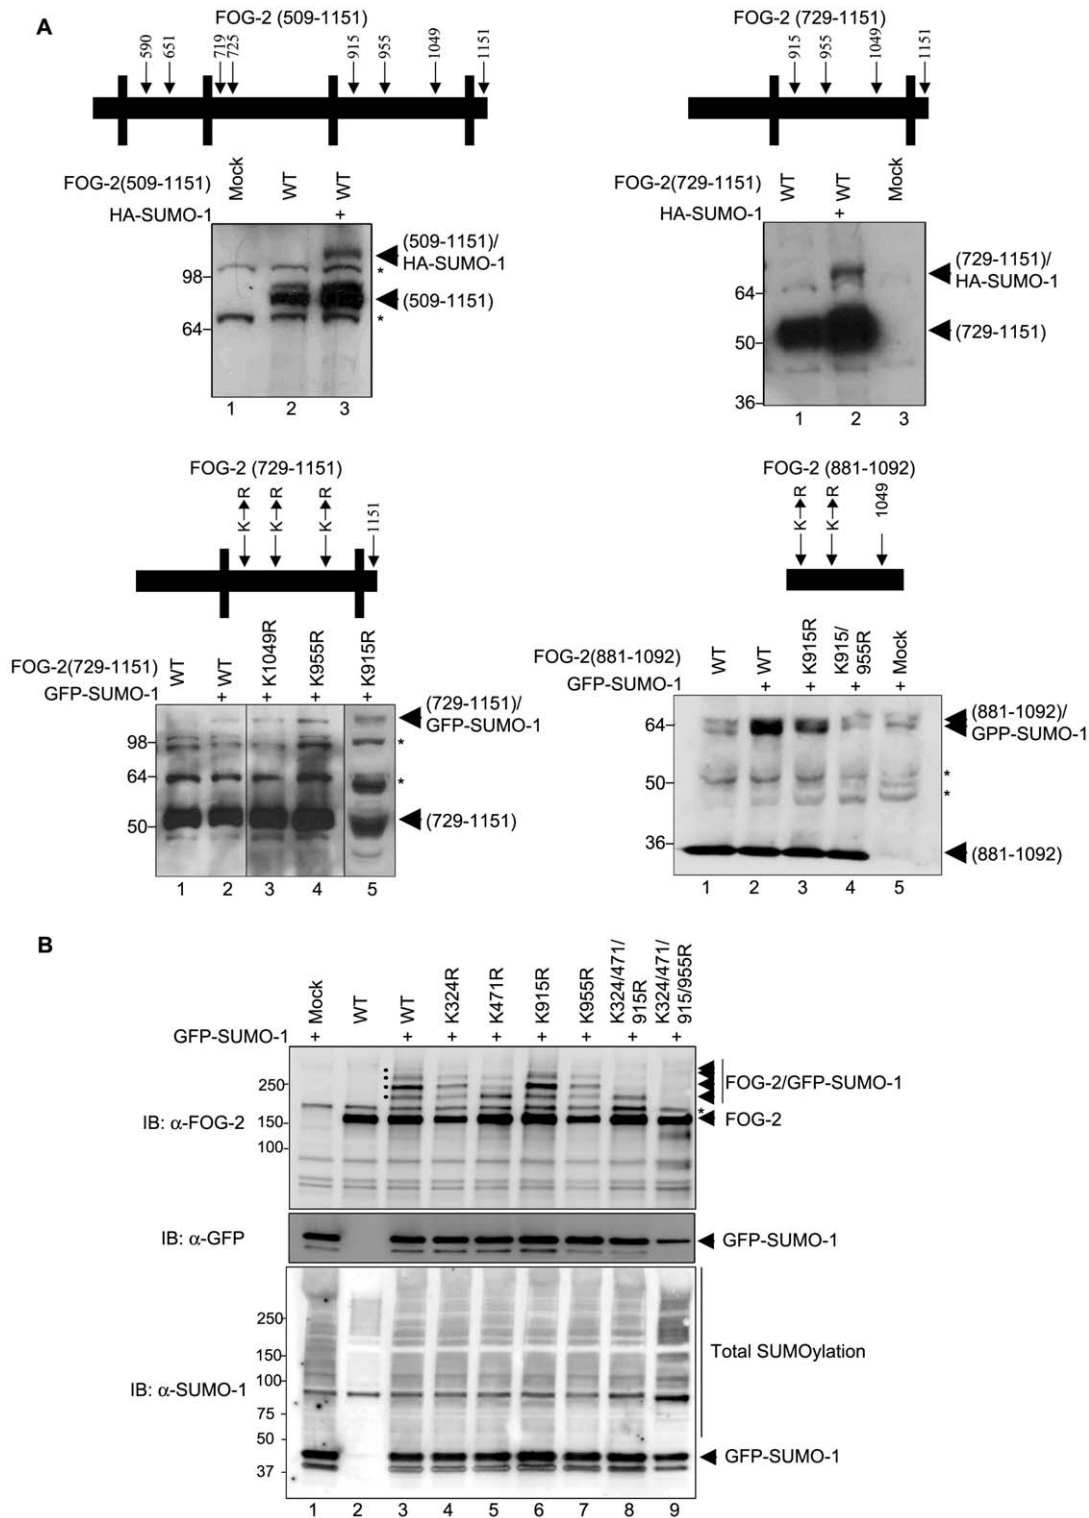 A
FOG-2 (509-1151)
590
651
719
725
915
955
1049
1151
FOG-2(509-1151)
Mock
WT
WT
HA-SUMO-1
+
98
64
(509-1151)/
HA-SUMO-1
*
(509-1151)
*
1 2 3
FOG-2 (729-1151)
915
955
1049
1151
FOG-2(729-1151)
WT
WT
Mock
HA-SUMO-1
+
64
50
36
(729-1151)/
HA-SUMO-1
(729-1151)
1 2 3
FOG-2 (729-1151)
K R
K R
K R
1151
FOG-2(729-1151)
WT
WT
K1049R
K955R
K915R
GFP-SUMO-1
+ + + +
98
64
50
(729-1151)/
GFP-SUMO-1
*
*
(729-1151)
1 2 3 4 5
FOG-2 (881-1092)
K R
K R
1049
FOG-2(881-1092)
WT
WT
K915R
K915/
955R
Mock
GFP-SUMO-1
+ + + +
64
50
36
(881-1092)/
GPP-SUMO-1
*
*
(881-1092)
1 2 3 4 5
B
Mock
WT
WT
K324R
K471R
K915R
K955R
K324/471/
915R
K324/471/
915/955R
GFP-SUMO-1
+ + + + + + + +
250
150
100
IB: α-FOG-2
FOG-2/GFP-SUMO-1
*
FOG-2
IB: α-GFP
GFP-SUMO-1
250
150
100
75
50
37
IB: α-SUMO-1
Total SUMOylation
GFP-SUMO-1
1 2 3 4 5 6 7 8 9